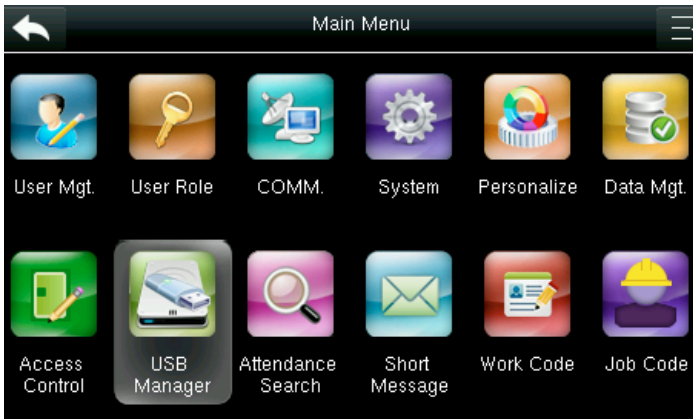 Main Menu
User Mgt.
User Role
COMM.
System
Personalize
Data Mgt.
Access
Control
USB
Manager
Attendance
Search
Short
Message
Work Code
Job Code